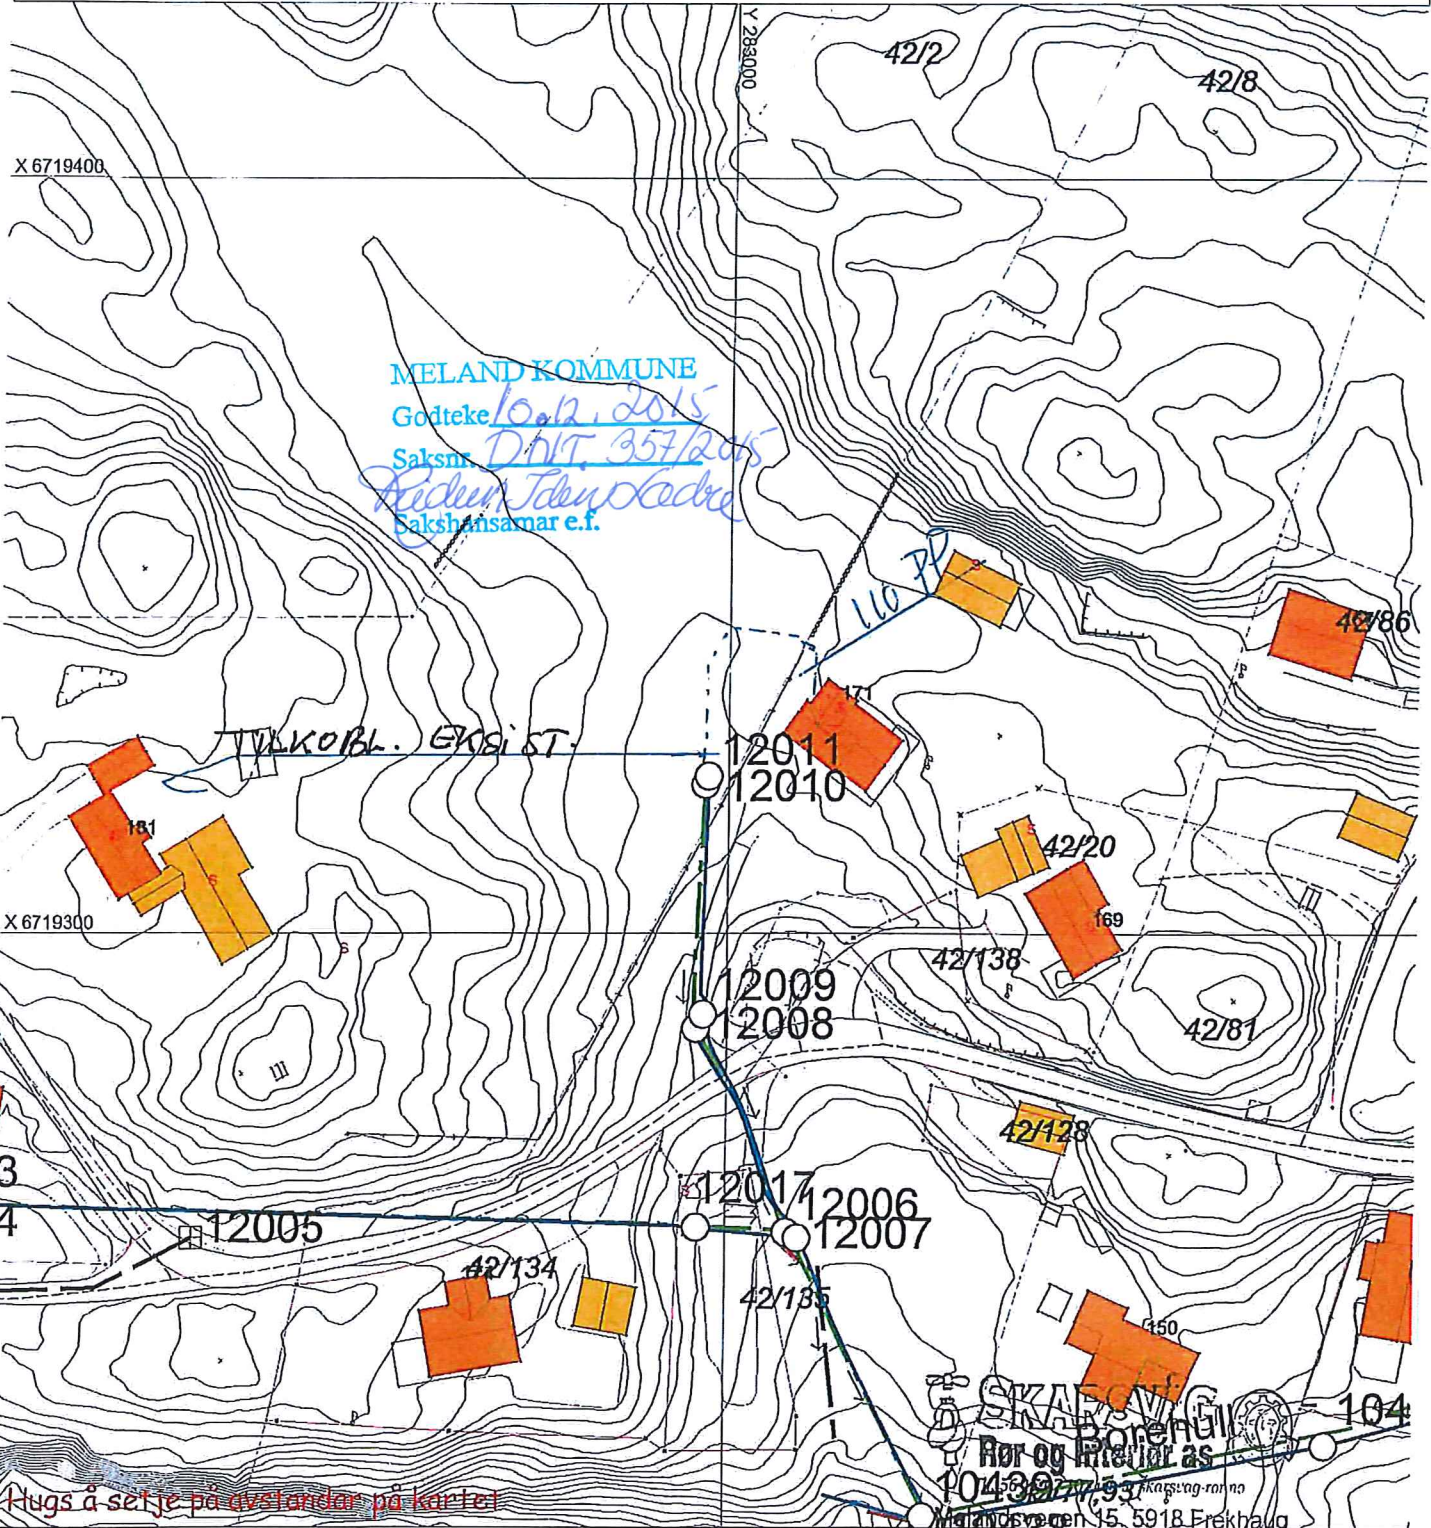 Y 283000
42/2
42/8
X 6719400
MELAND KOMMUNE
Godteke 10.12.2015
Saksnr. DNIT. 357/2015
Sakshansamar e.f.
110 PP
S
42/86
171
TILKOBL. EKSIST.
12011
12010
181
S
S
42/20
X 6719300
S
169
42/138
12009
12008
42/81
42/128
3
S
12017
12006
4
12005
12007
42/134
42/135
150
SKARSVÅG
Borehull
104
Rør og Interiør as
Hugs å setje på avstandar på kartet
Mølandsvegen 15, 5918 Frekhaug